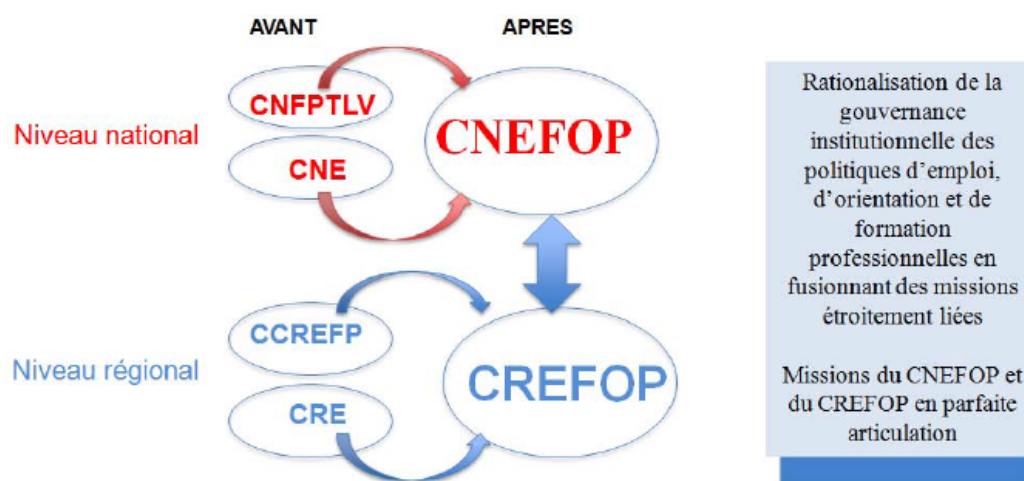 AVANT
APRES
Niveau national
CNFPTLV
CNE
CNEFOP
Niveau régional
CCREFP
CRE
CREFOP
Rationalisation de la
gouvernance
institutionnelle des
politiques d’emploi,
d’orientation et de
formation
professionnelles en
fusionnant des missions
étroitement liées
Missions du CNEFOP et
du CREFOP en parfaite
articulation